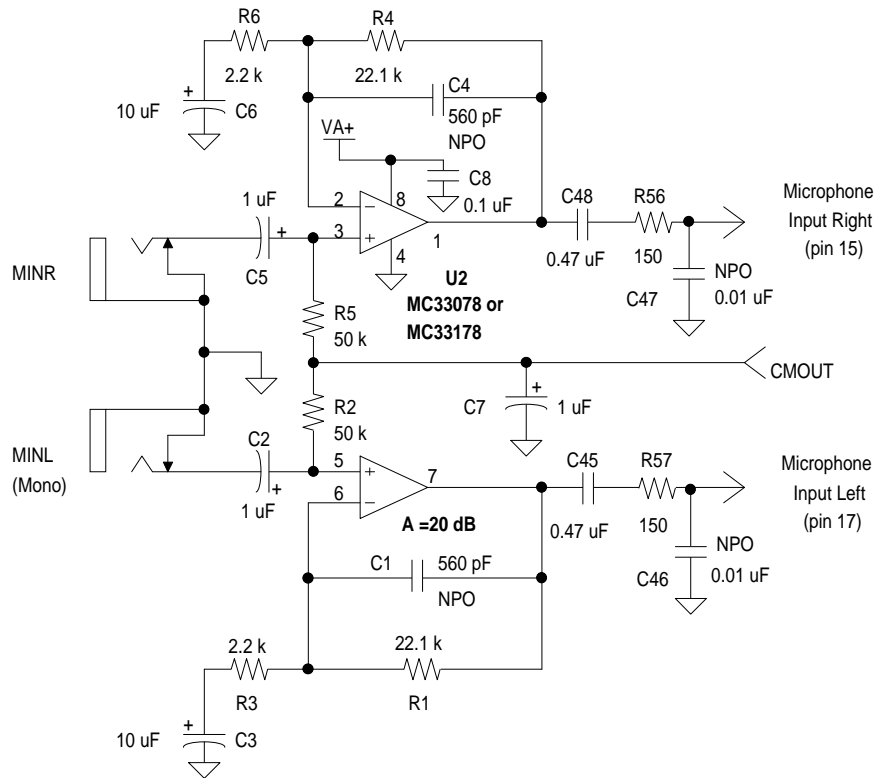 R6
R4
2.2 k
22.1 k
C4
+
10 uF
C6
560 pF
NPO
VA+
C8
0.1 uF
1 uF
+
2
−
8
C48
R56
Microphone
Input Right
(pin 15)
3
+
1
4
MINR
C5
0.47 uF
150
NPO
0.01 uF
C47
U2
MC33078 or
MC33178
R5
50 k
CMOUT
+
C7
1 uF
R2
50 k
MINL
(Mono)
C2
+
1 uF
5
+
7
6
−
C45
R57
Microphone
Input Left
(pin 17)
A =20 dB
0.47 uF
150
NPO
0.01 uF
C46
C1
560 pF
NPO
2.2 k
22.1 k
R3
R1
+
10 uF
C3